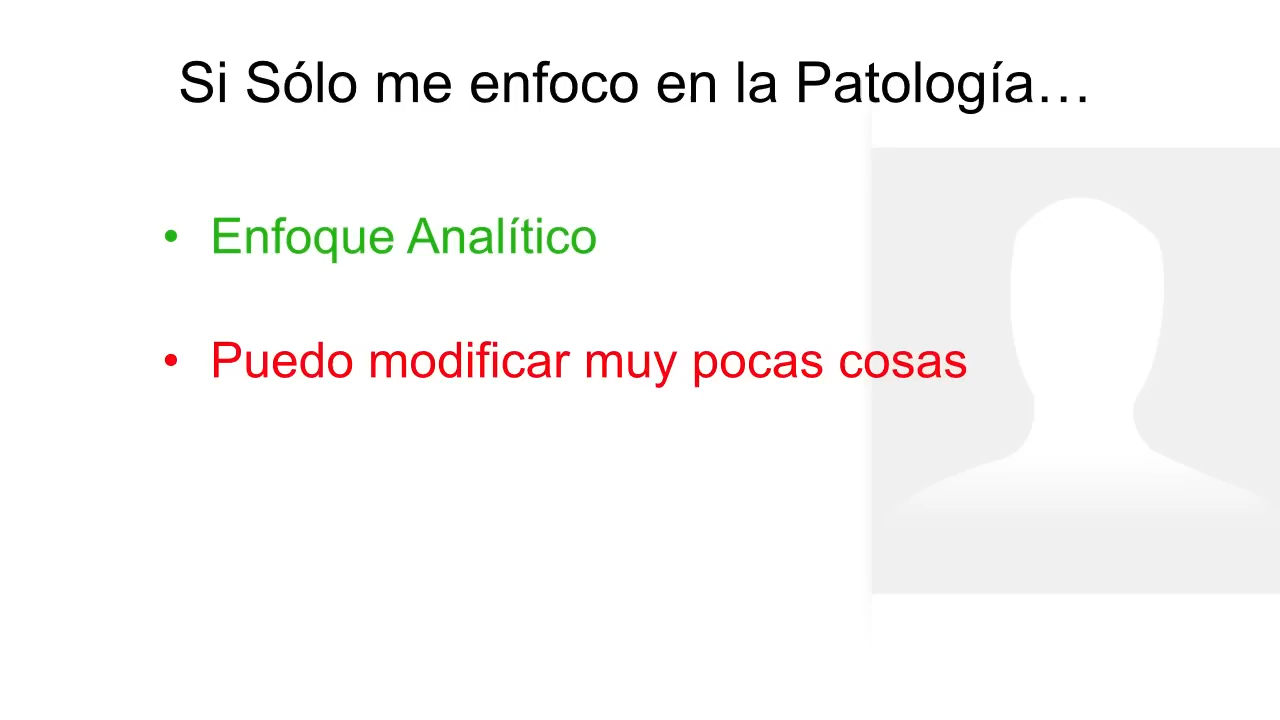 Si Sólo me enfoco en la Patología…
• Enfoque Analítico
• Puedo modificar muy pocas cosas